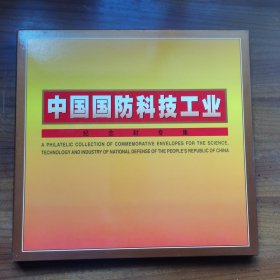 中国国防科技工业
纪念封专集
A PHILATELIC COLLECTION OF COMMEMORATIVE ENVELOPES FOR THE SCIENCE,
TECHNOLOGY AND INDUSTRY OF NATIONAL DEFENSE OF THE PEOPLE'S REPUBLIC OF CHINA